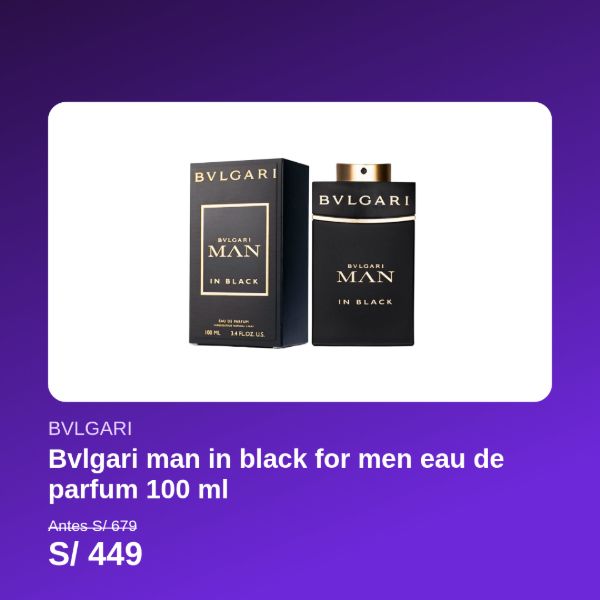 BVLGARI
BVLGARI
MAN
IN BLACK
EAU DE PARFUM
100 ML 3.4 FL.OZ. U.S.
BVLGARI
BVLGARI
MAN
IN BLACK
BVLGARI
Bvlgari man in black for men eau de
parfum 100 ml
Antes S/ 679
S/ 449